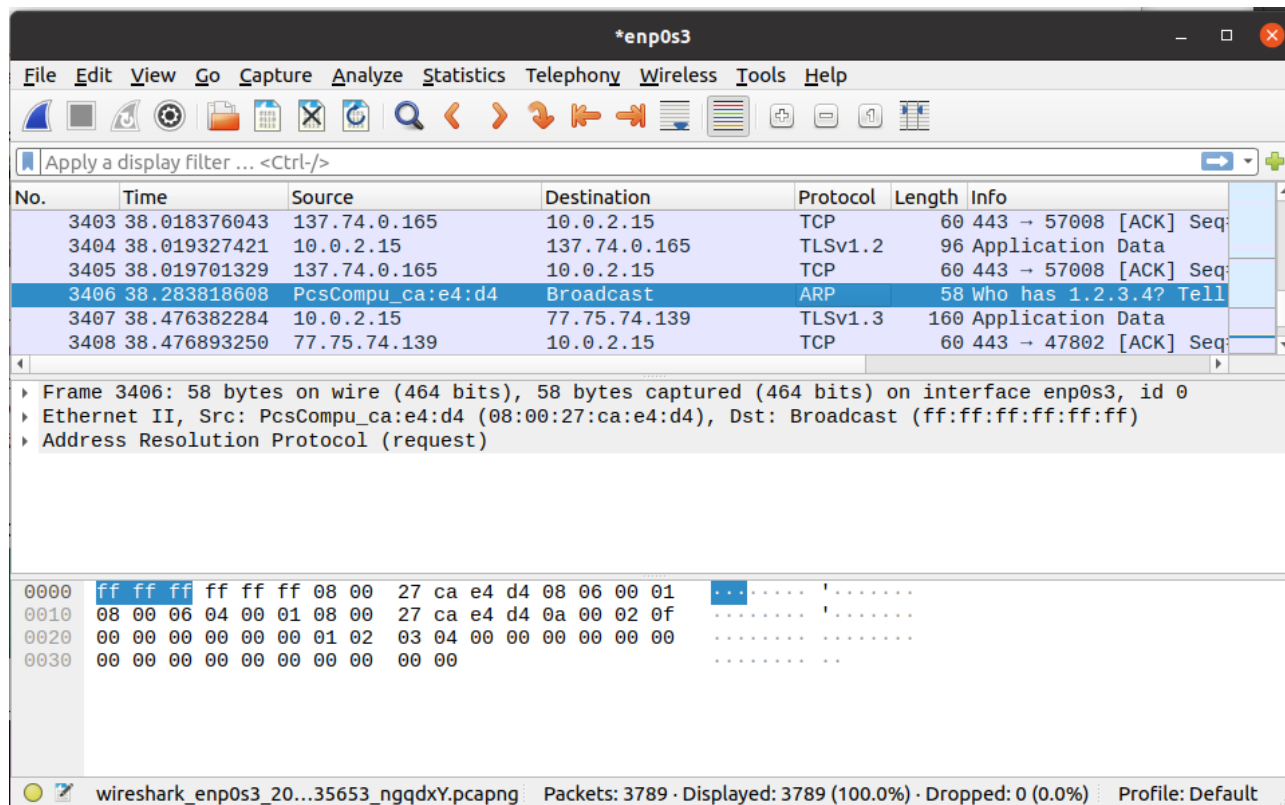 *enp0s3
File Edit View Go Capture Analyze Statistics Telephony Wireless Tools Help
Apply a display filter … <Ctrl-/>
No. Time Source Destination Protocol Length Info
3403 38.018376043 137.74.0.165 10.0.2.15 TCP 60 443 → 57008 [ACK] Seq=
3404 38.019327421 10.0.2.15 137.74.0.165 TLSv1.2 96 Application Data
3405 38.019701329 137.74.0.165 10.0.2.15 TCP 60 443 → 57008 [ACK] Seq=
3406 38.283818608 PcsCompu_ca:e4:d4 Broadcast ARP 58 Who has 1.2.3.4? Tell
3407 38.476382284 10.0.2.15 77.75.74.139 TLSv1.3 160 Application Data
3408 38.476893250 77.75.74.139 10.0.2.15 TCP 60 443 → 47802 [ACK] Seq=
Frame 3406: 58 bytes on wire (464 bits), 58 bytes captured (464 bits) on interface enp0s3, id 0
Ethernet II, Src: PcsCompu_ca:e4:d4 (08:00:27:ca:e4:d4), Dst: Broadcast (ff:ff:ff:ff:ff:ff)
Address Resolution Protocol (request)
0000 ff ff ff ff ff ff 08 00 27 ca e4 d4 08 06 00 01 ········ '·······
0010 08 00 06 04 00 01 08 00 27 ca e4 d4 0a 00 02 0f ········ '·······
0020 00 00 00 00 00 00 01 02 03 04 00 00 00 00 00 00 ········ ········
0030 00 00 00 00 00 00 00 00 00 00 ········ ··
wireshark_enp0s3_20…35653_ngqdxY.pcapng Packets: 3789 · Displayed: 3789 (100.0%) · Dropped: 0 (0.0%) Profile: Default